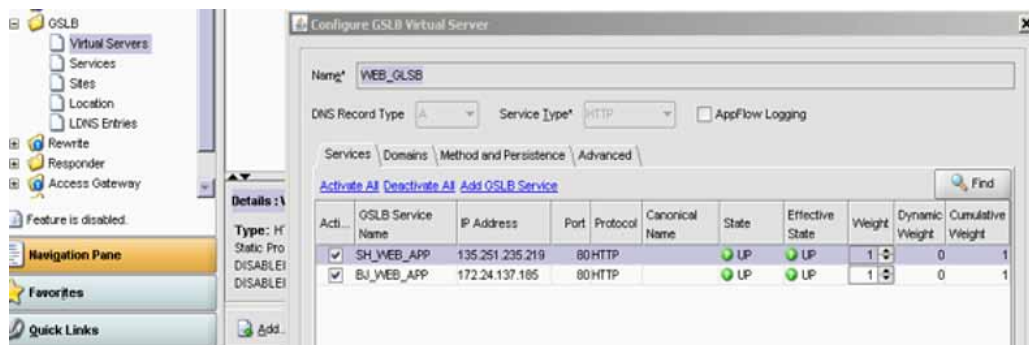 GSLB
Virtual Servers
Services
Sites
Location
LDNS Entries
Rewrite
Responder
Access Gateway
Feature is disabled.
Navigation Pane
Favorites
Quick Links
Details :
Type: H
Static Pro
DISABLE
DISABLE
Add..
Configure GSLB Virtual Server
Name* WEB_GLSB
DNS Record Type A Service Type* HTTP AppFlow Logging
Services Domains Method and Persistence Advanced
Activate All Deactivate All Add GSLB Service Find
Acti... GSLB Service Name IP Address Port Protocol Canonical Name State Effective State Weight Dynamic Weight Cumulative Weight
SH_WEB_APP 135.251.235.219 80 HTTP UP UP 1 0 1
BJ_WEB_APP 172.24.137.185 80 HTTP UP UP 1 0 1